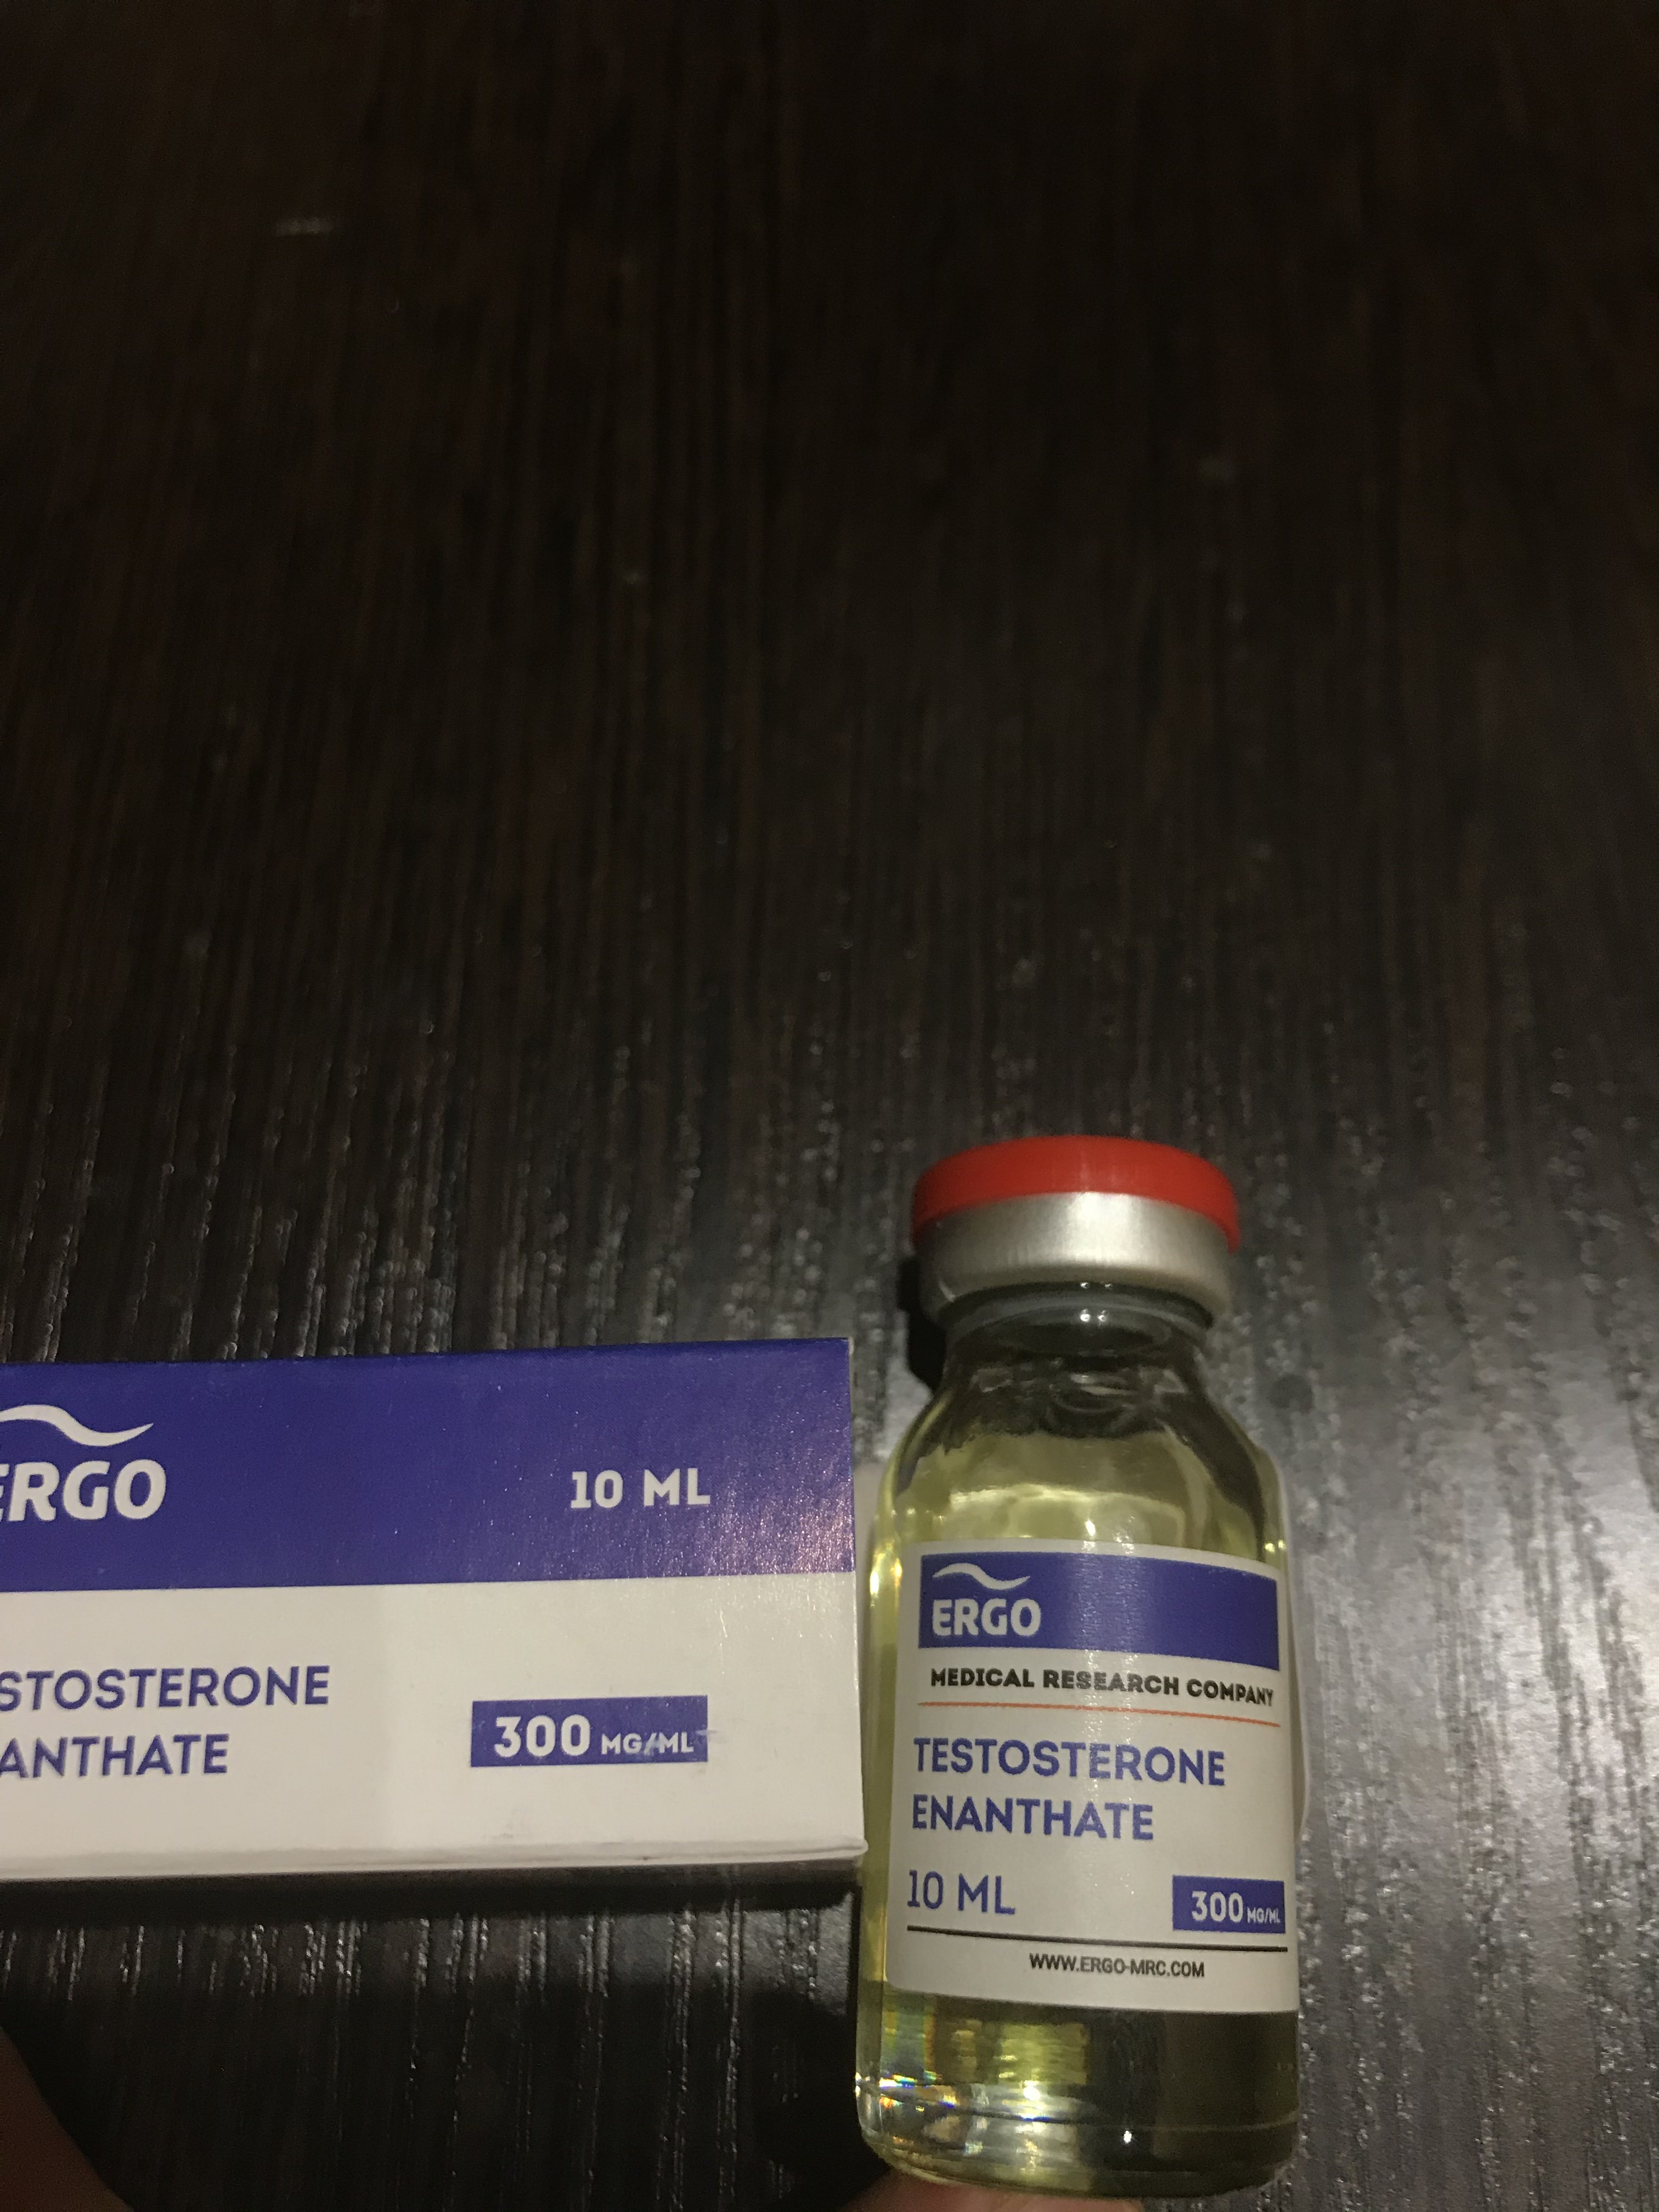 ERGO
10 ML
STOSTERONE
ANTHATE
300 MG/ML
ERGO
MEDICAL RESEARCH COMPANY
TESTOSTERONE
ENANTHATE
10 ML
300 MG/ML
WWW.ERGO-MRC.COM